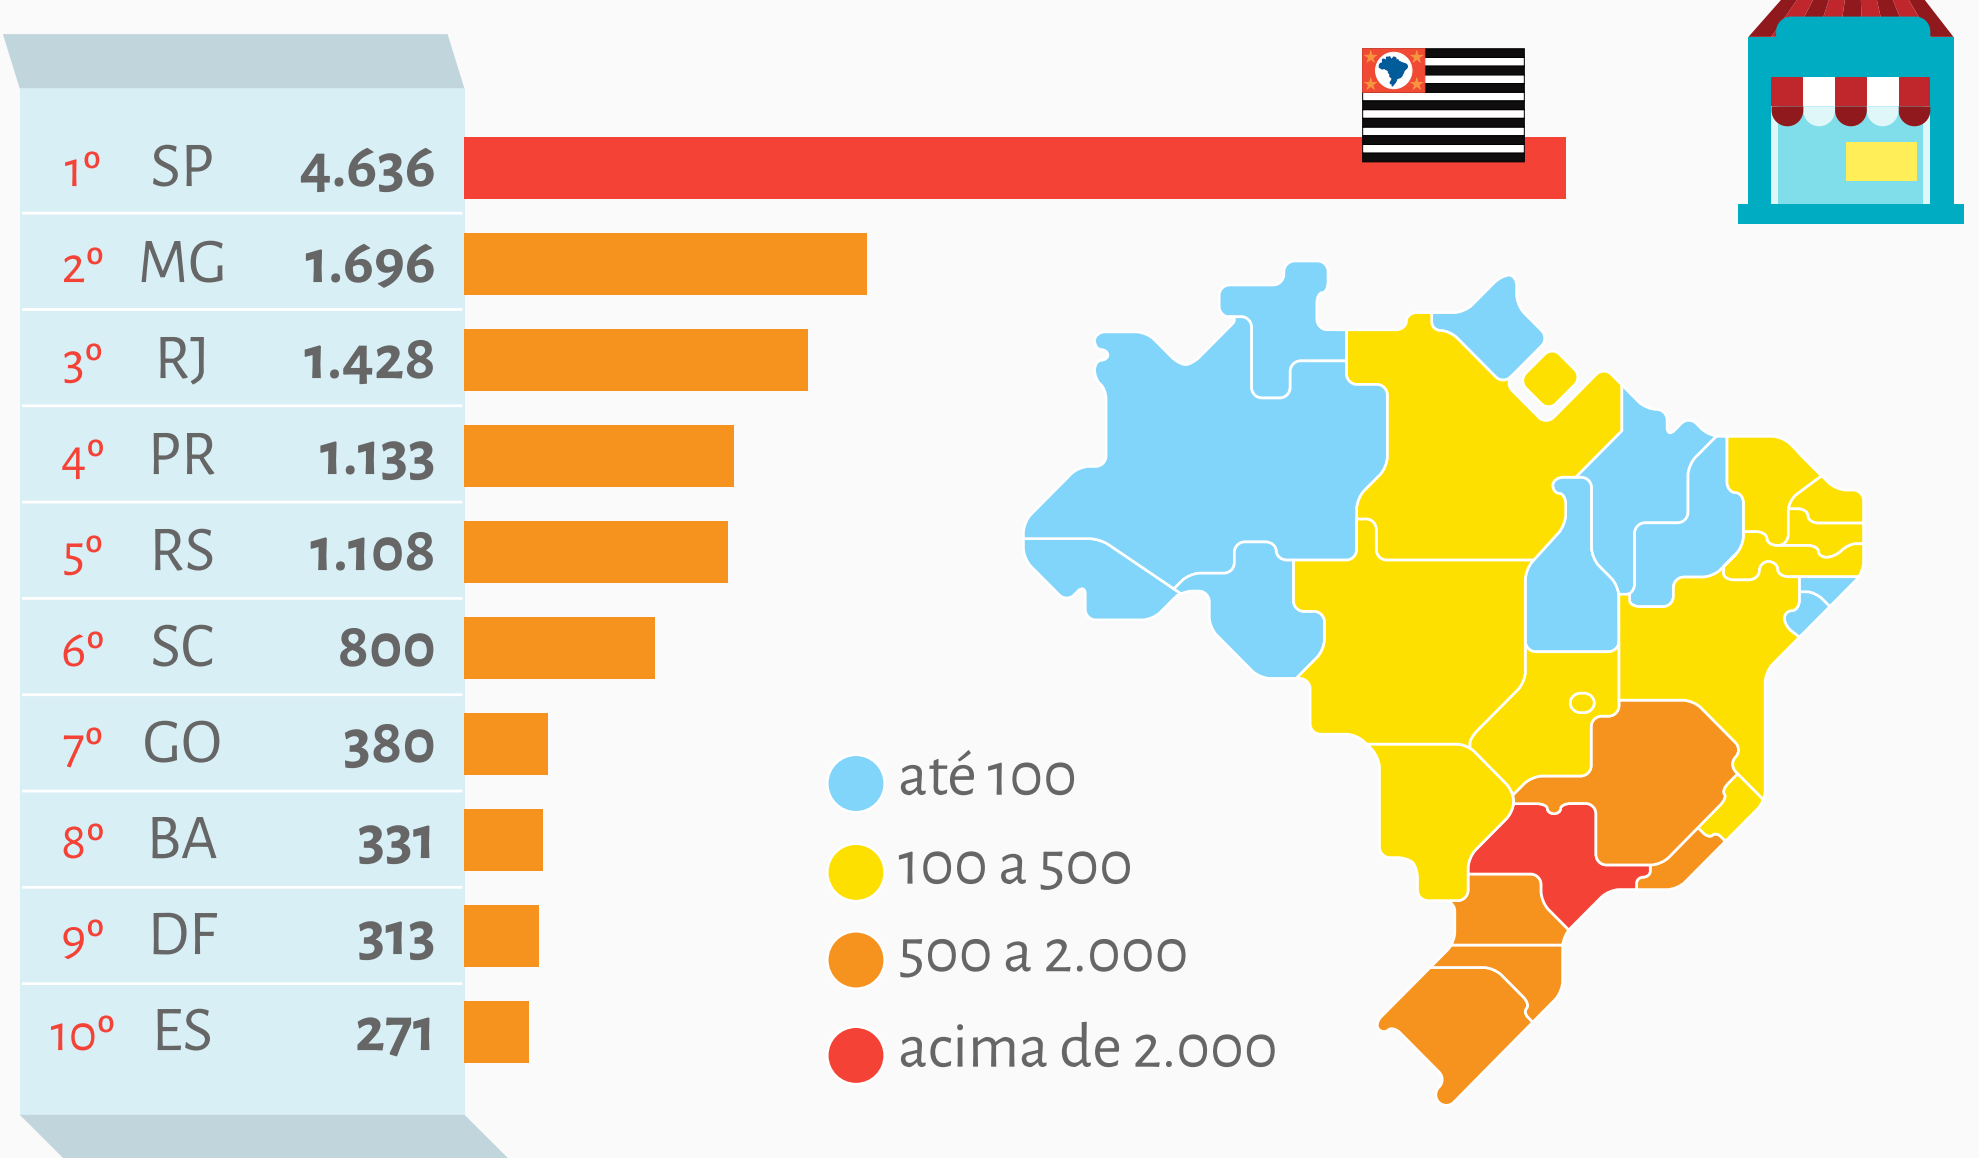 1º SP 4.636
2º MG 1.696
3º RJ 1.428
4º PR 1.133
5º RS 1.108
6º SC 800
7º GO 380
8º BA 331
9º DF 313
10º ES 271
até 100
100 a 500
500 a 2.000
acima de 2.000